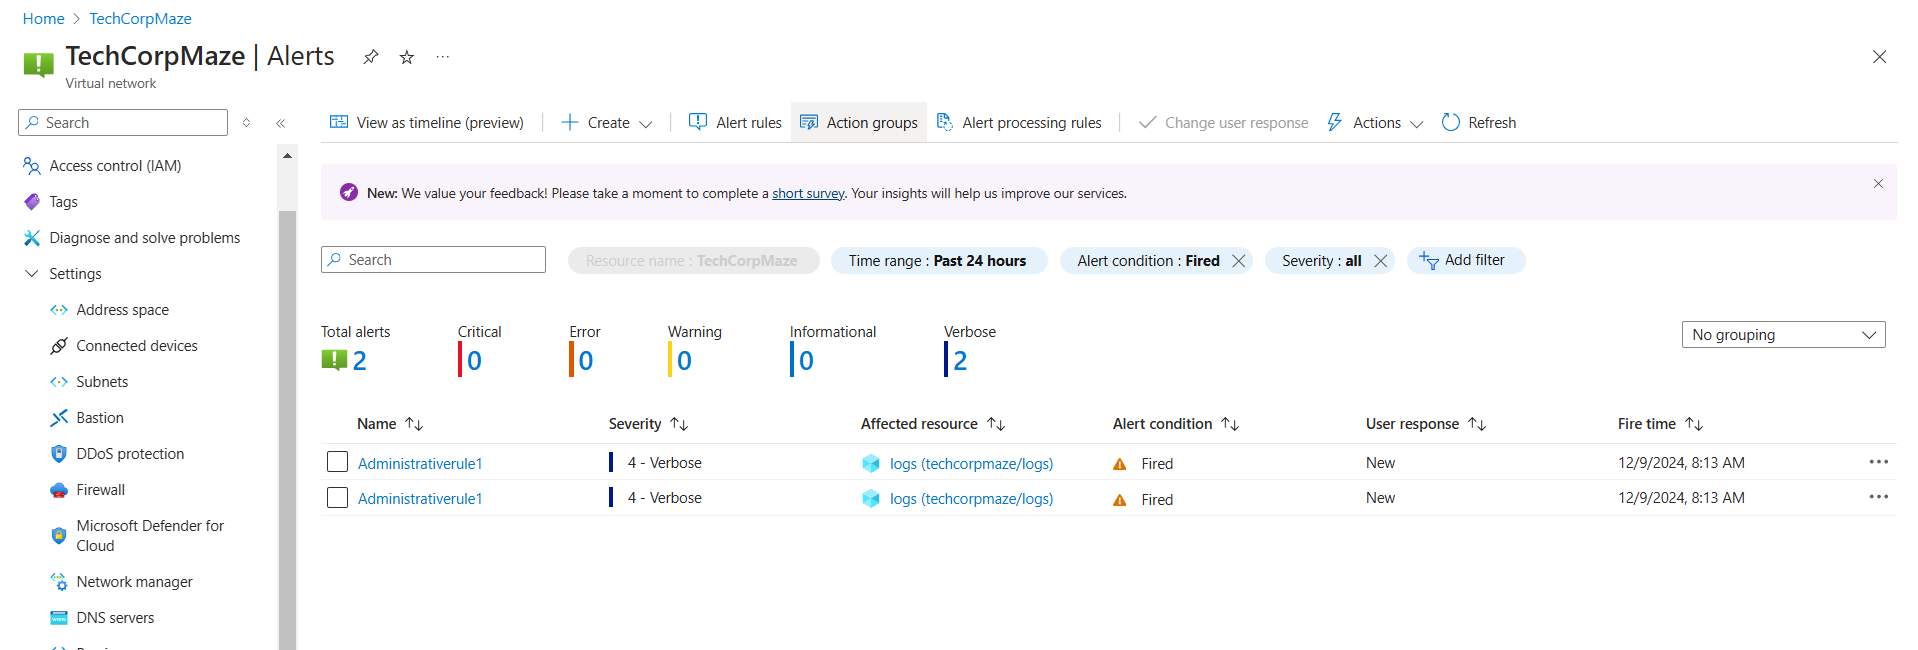 Home > TechCorpMaze
TechCorpMaze | Alerts
Virtual network
Search
View as timeline (preview) Create Alert rules Action groups Alert processing rules Change user response Actions Refresh
Access control (IAM)
Tags
Diagnose and solve problems
Settings
Address space
Connected devices
Subnets
Bastion
DDoS protection
Firewall
Microsoft Defender for
Cloud
Network manager
DNS servers
New: We value your feedback! Please take a moment to complete a short survey. Your insights will help us improve our services.
Search Resource name : TechCorpMaze Time range : Past 24 hours Alert condition : Fired Severity : all Add filter
Total alerts Critical Error Warning Informational Verbose
2 0 0 0 0 2
No grouping
Name Severity Affected resource Alert condition User response Fire time
Administrativerule1 4 - Verbose logs (techcorpmaze/logs) Fired New 12/9/2024, 8:13 AM
Administrativerule1 4 - Verbose logs (techcorpmaze/logs) Fired New 12/9/2024, 8:13 AM